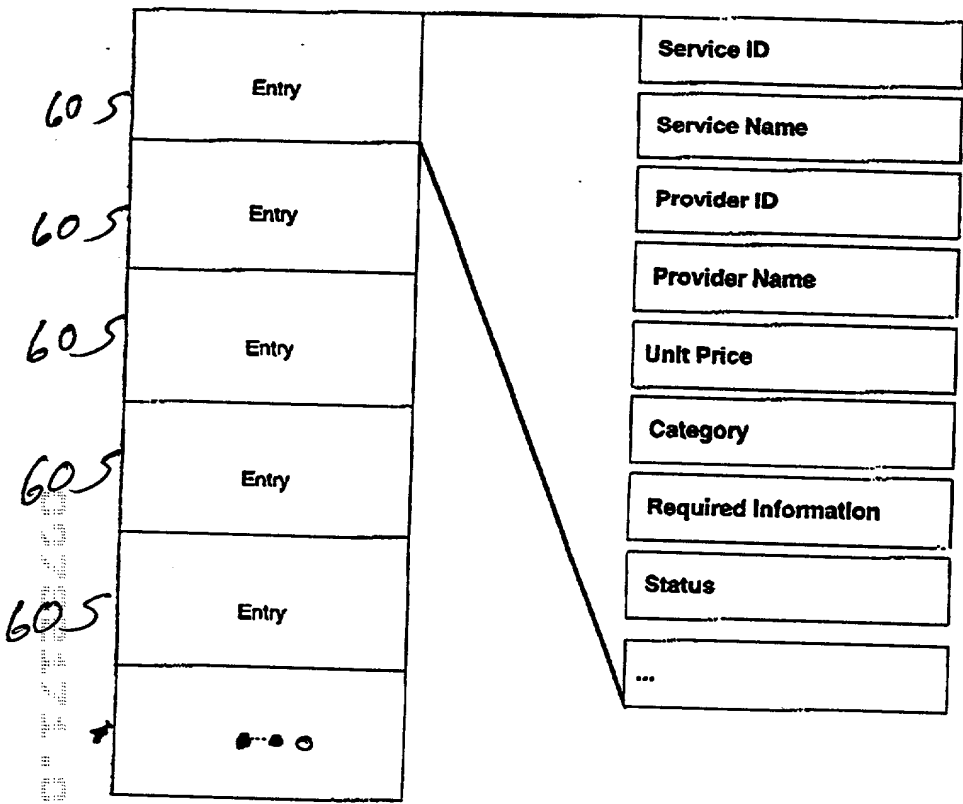 Entry
605
Entry
605
Entry
605
Entry
605
Entry
605
Service ID
Service Name
Provider ID
Provider Name
Unit Price
Category
Required Information
Status
...